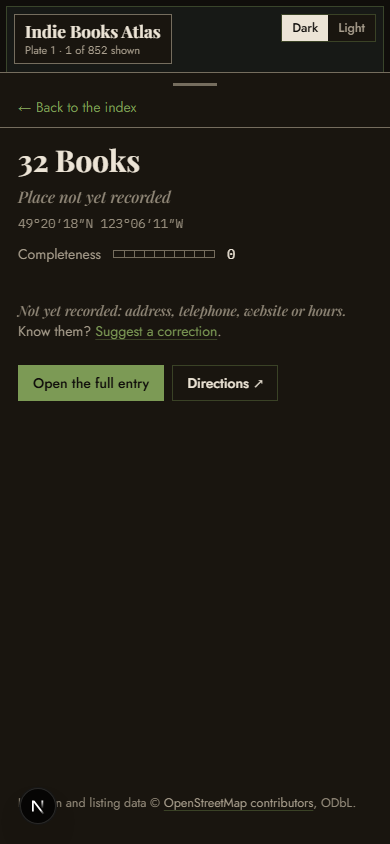 Indie Books Atlas
Plate 1 · 1 of 852 shown
Dark Light
← Back to the index
32 Books
Place not yet recorded
49°20′18″N 123°06′11″W
Completeness 0
Not yet recorded: address, telephone, website or hours.
Know them? Suggest a correction.
Open the full entry
Directions ↗
N
and listing data © OpenStreetMap contributors, ODbL.